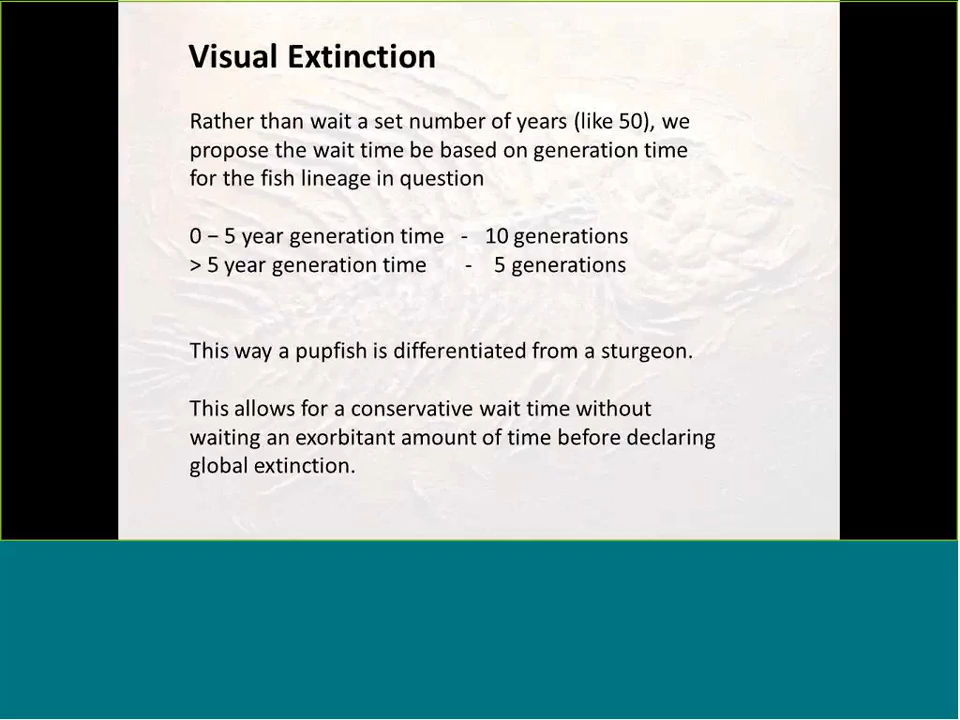 Visual Extinction
Rather than wait a set number of years (like 50), we
propose the wait time be based on generation time
for the fish lineage in question
0 – 5 year generation time - 10 generations
> 5 year generation time - 5 generations
This way a pupfish is differentiated from a sturgeon.
This allows for a conservative wait time without
waiting an exorbitant amount of time before declaring
global extinction.